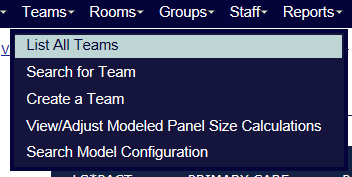 Teams Rooms Groups Staff Reports
List All Teams
Search for Team
Create a Team
View/Adjust Modeled Panel Size Calculations
Search Model Configuration